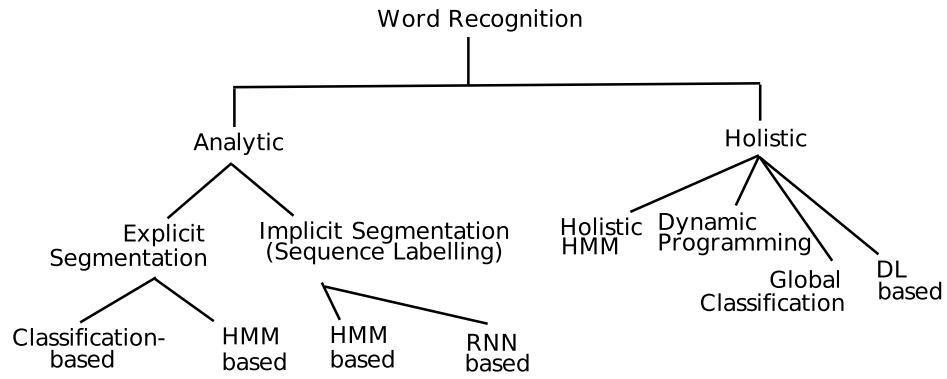 Word Recognition
Analytic
Holistic
Explicit
Segmentation
Implicit Segmentation
(Sequence Labelling)
Holistic
HMM
Dynamic
Programming
Global
Classification
DL
based
Classification-
based
HMM
based
HMM
based
RNN
based